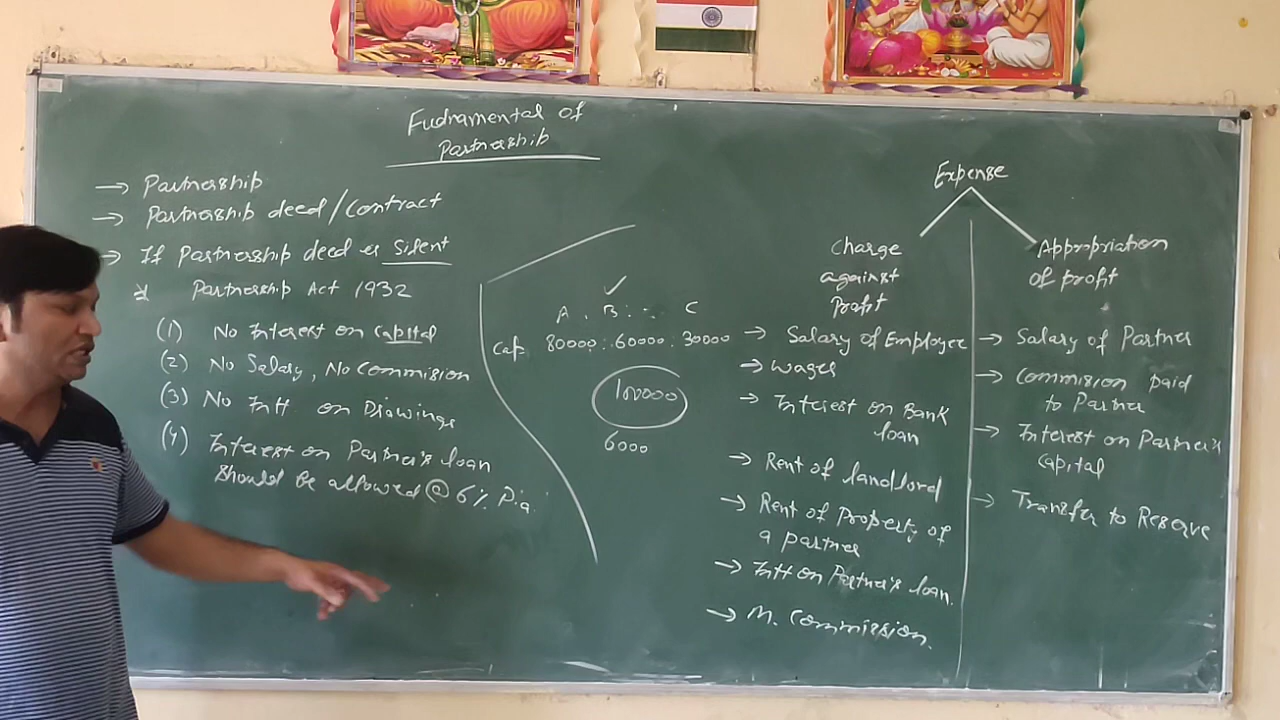 Fudramental of
Partnership
→ Partnership
→ Partnership deed/Contract
→ If Partnership deed is Silent
Partnership Act 1932
(1) No Interest on Capital
(2) No Salary, No Commision
(3) No Intt on Drawings
(4) Interest on Partner's loan
Should be allowed @ 6% P.a.
A . B . . C
Cap. 80000 : 60000 : 30000
100000
6000
Expense
Charge
against
Profit
→ Salary of Employee
→ Wages
→ Interest on Bank
loan
→ Rent of landlord
→ Rent of Property of
a partner
→ Intt on Partner's loan.
→ M. Commission.
Appropriation
of profit
→ Salary of Partner
→ Commision paid
to Partner
→ Interest on Partner's
Capital
→ Transfer to Reserve